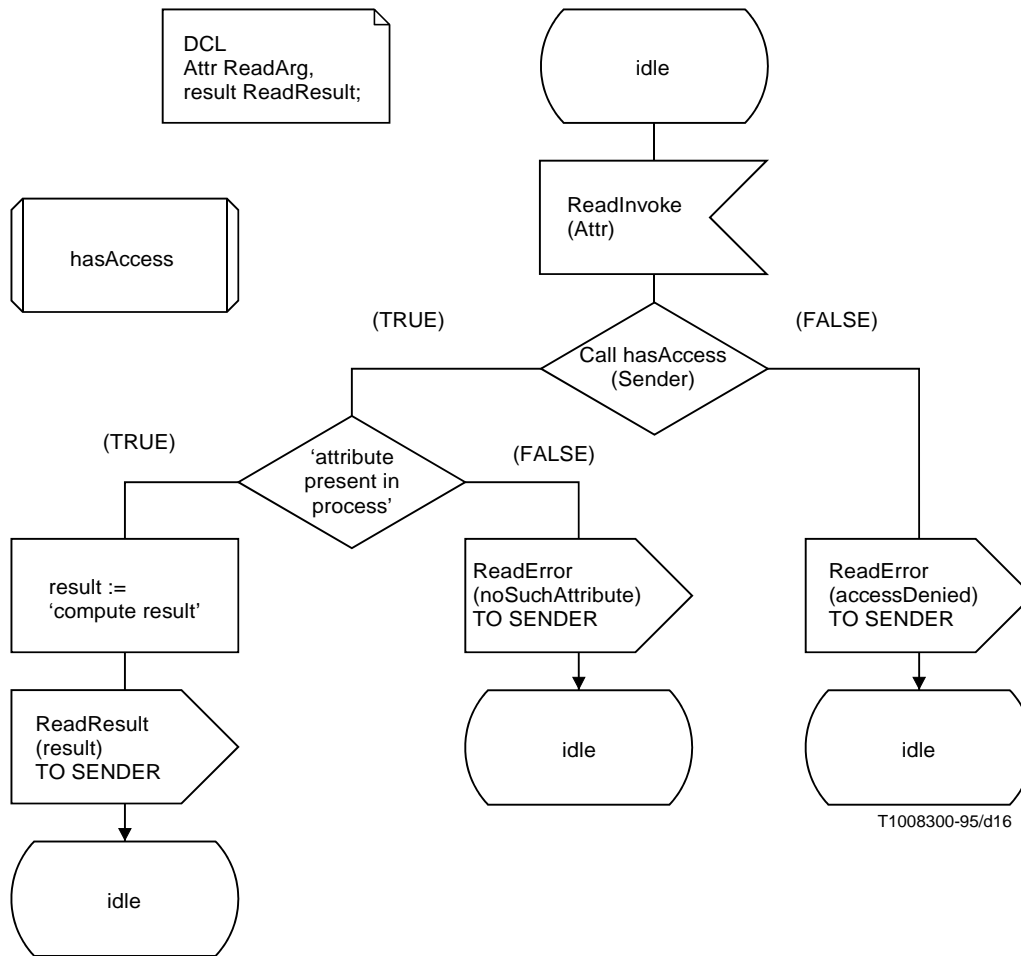 DCL
Attr ReadArg,
result ReadResult;
idle
ReadInvoke
(Attr)
hasAccess
(TRUE)
(FALSE)
Call hasAccess
(Sender)
(TRUE)
(FALSE)
‘attribute
present in
process’
result :=
‘compute result’
ReadError
(noSuchAttribute)
TO SENDER
ReadError
(accessDenied)
TO SENDER
ReadResult
(result)
TO SENDER
idle
idle
T1008300-95/d16
idle